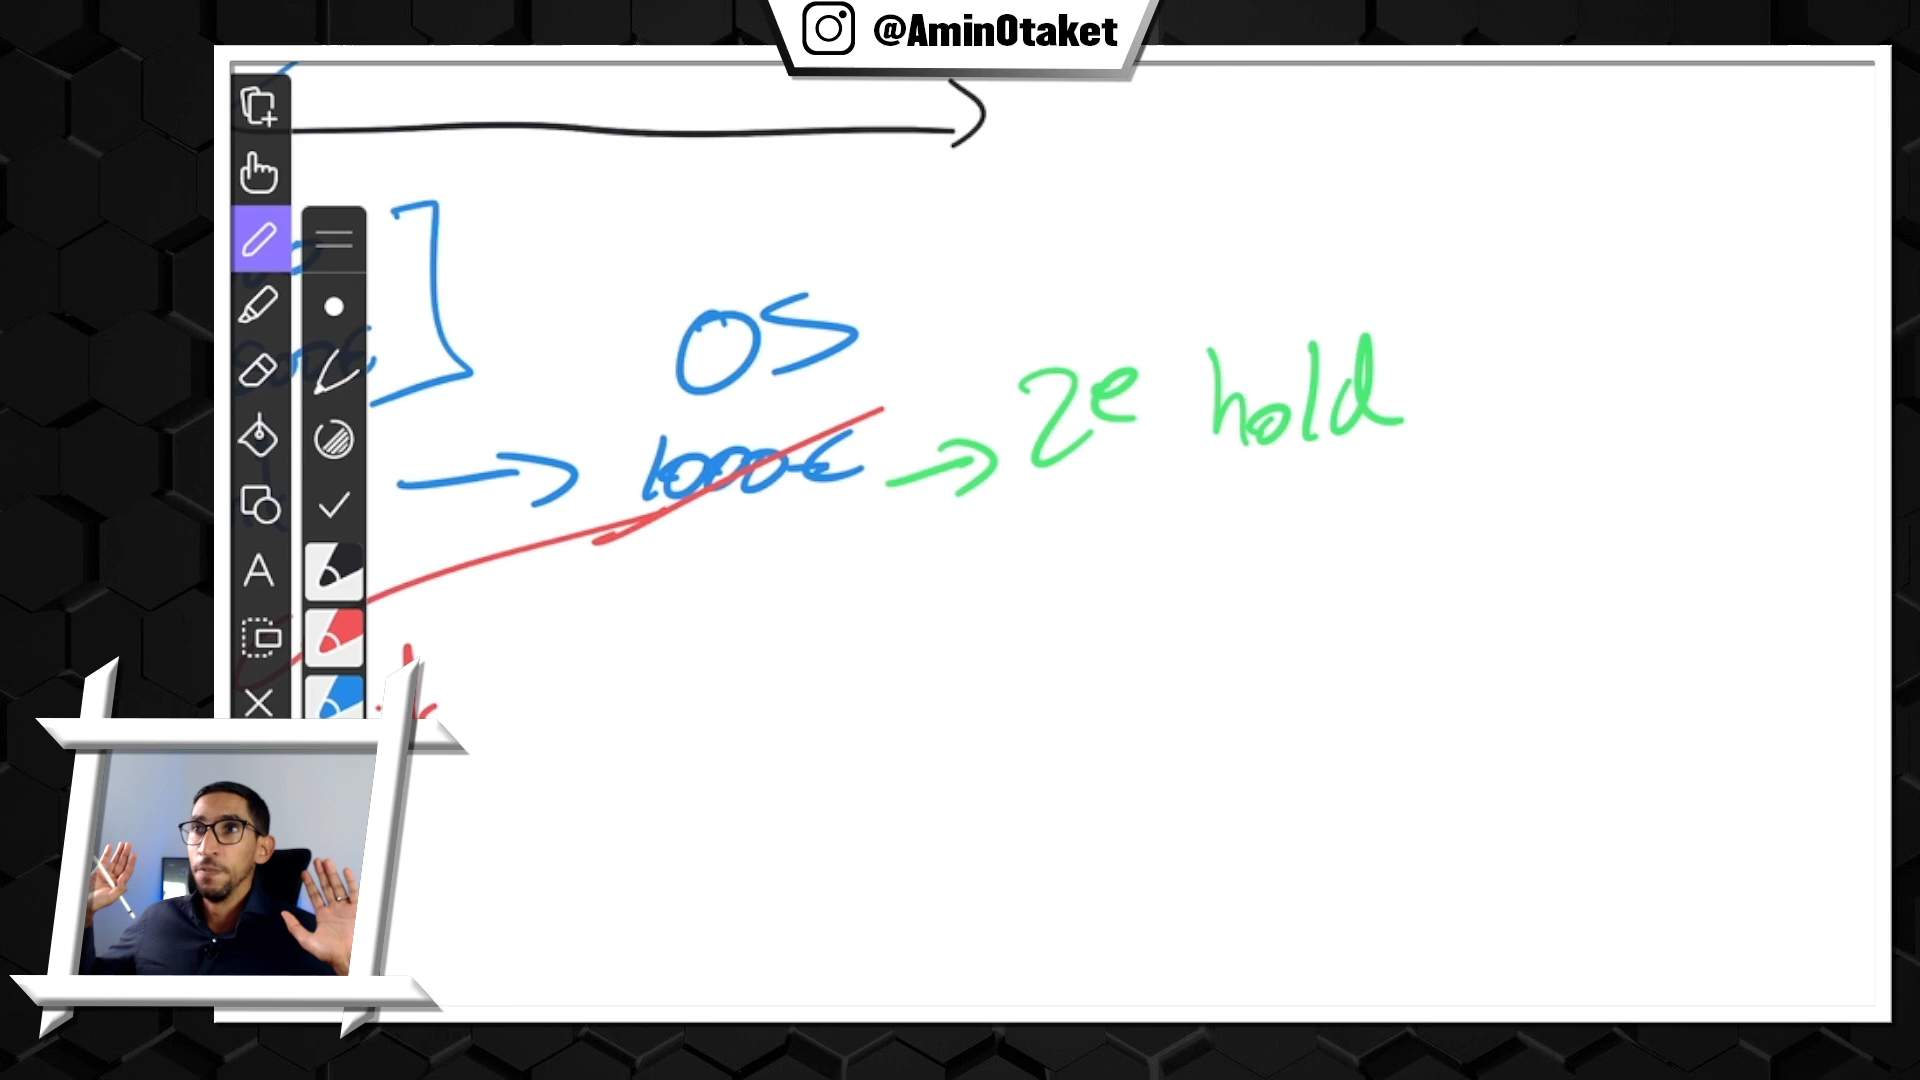 @AminOtaket
OS
→ 1000€ → 2e hold